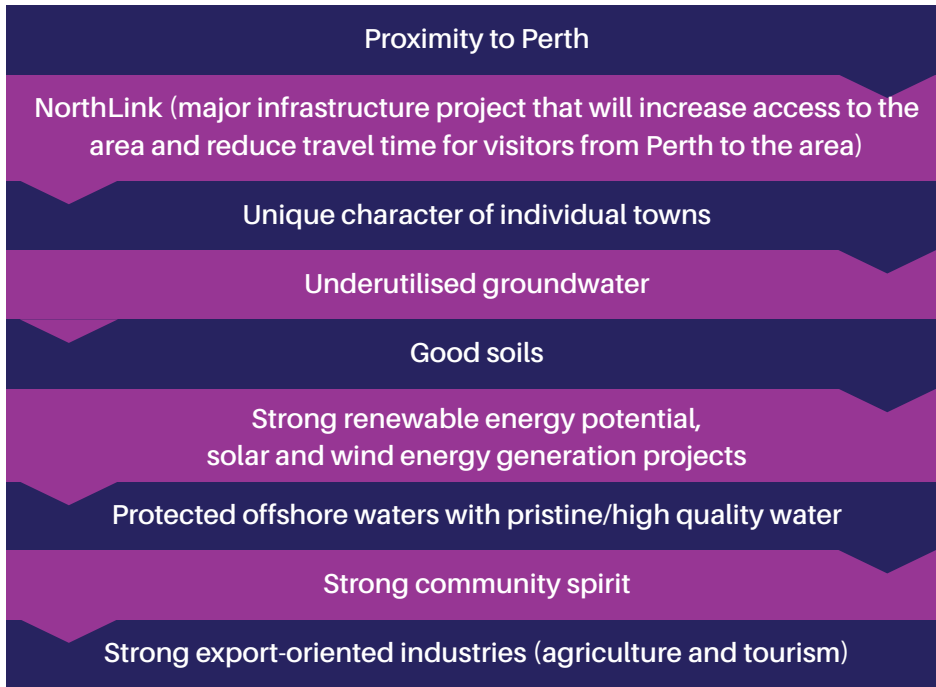 Proximity to Perth
NorthLink (major infrastructure project that will increase access to the
area and reduce travel time for visitors from Perth to the area)
Unique character of individual towns
Underutilised groundwater
Good soils
Strong renewable energy potential,
solar and wind energy generation projects
Protected offshore waters with pristine/high quality water
Strong community spirit
Strong export-oriented industries (agriculture and tourism)